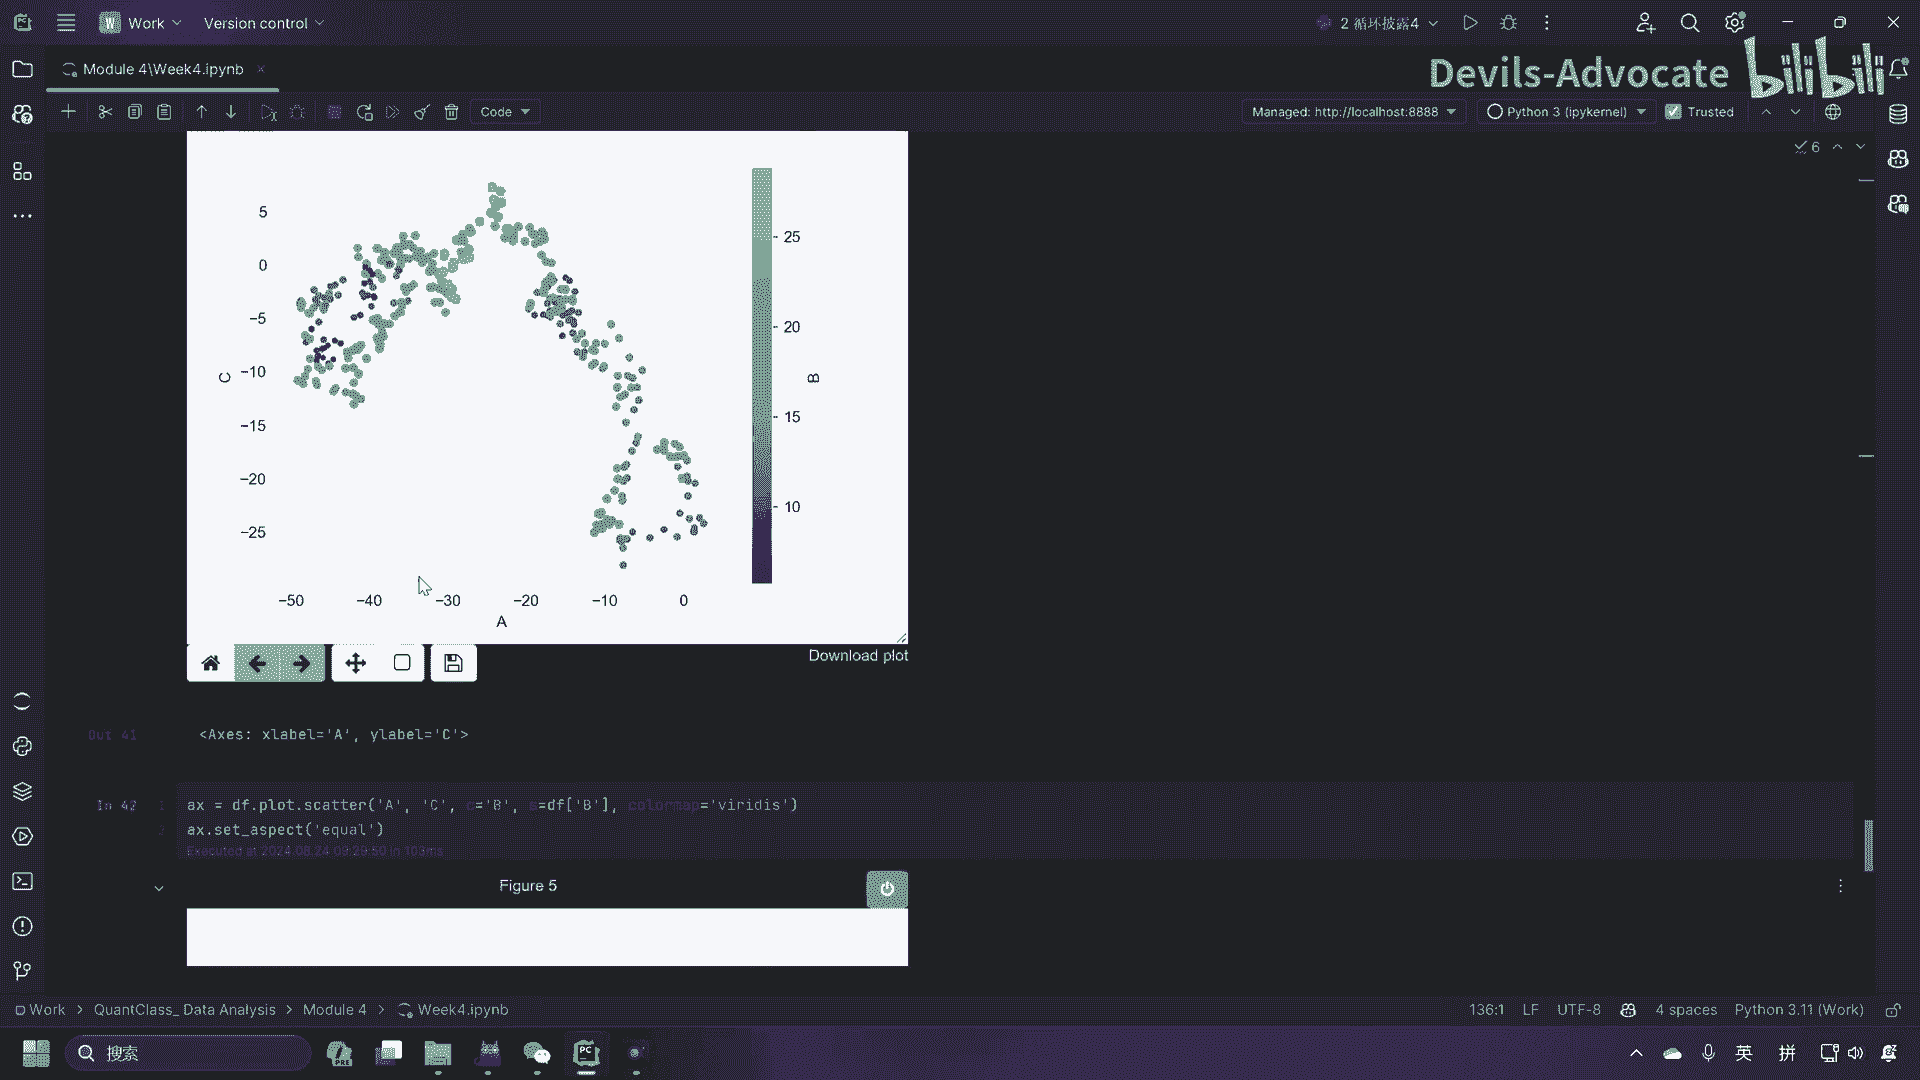 W Work Version control 2 循环披露4
Module 4\Week4.ipynb
Devils-Advocate bilibili
Code Managed: http://localhost:8888 Python 3 (ipykernel) Trusted
6
5
0
−5
−10
−15
−20
−25
C
25
20
15
10
B
−50 −40 −30 −20 −10 0
A
Download plot
Out 41 <Axes: xlabel='A', ylabel='C'>
In 42 1 ax = df.plot.scatter('A', 'C', c='B', s=df['B'], colormap='viridis')
2 ax.set_aspect('equal')
Executed at 2024.08.24 09:29:50 in 103ms
Figure 5
Work > QuantClass_ Data Analysis > Module 4 > Week4.ipynb 136:1 LF UTF-8 4 spaces Python 3.11 (Work)
搜索 PRE PC 英 拼